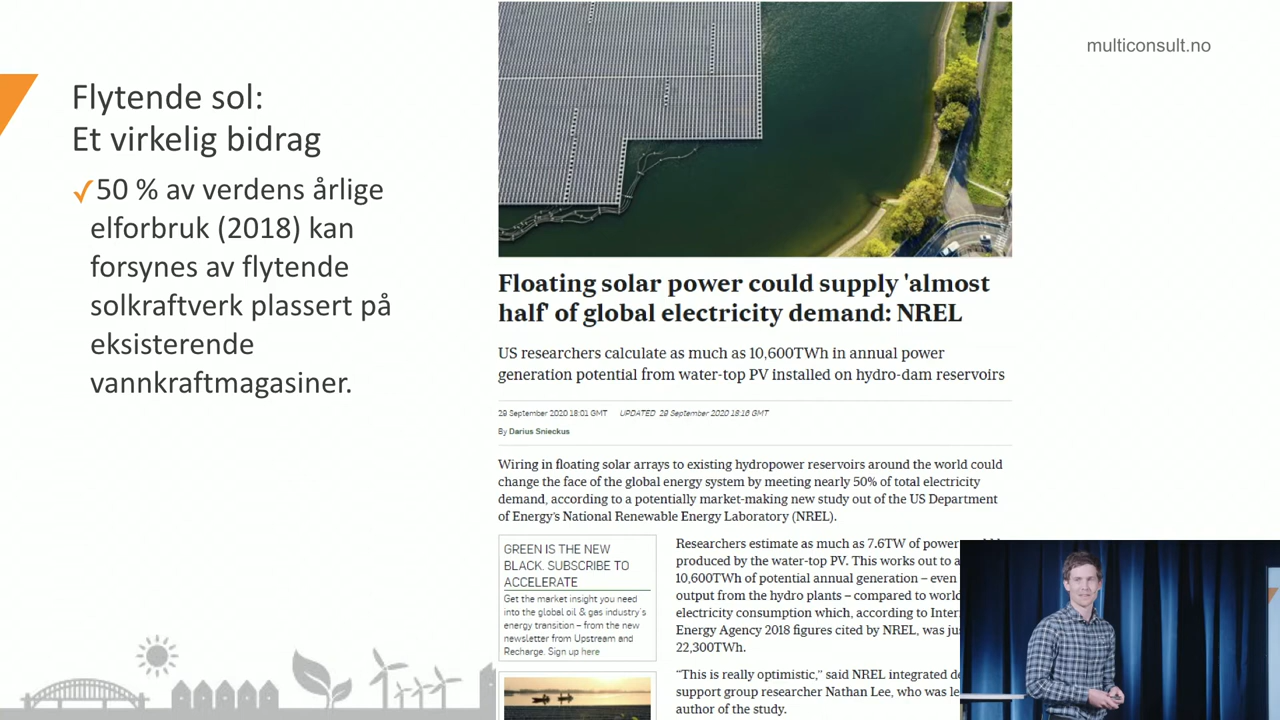 multiconsult.no
Flytende sol:
Et virkelig bidrag
✓50 % av verdens årlige
elforbruk (2018) kan
forsynes av flytende
solkraftverk plassert på
eksisterende
vannkraftmagasiner.
Floating solar power could supply 'almost
half' of global electricity demand: NREL
US researchers calculate as much as 10,600TWh in annual power
generation potential from water-top PV installed on hydro-dam reservoirs
29 September 2020 18:01 GMT UPDATED 29 September 2020 18:16 GMT
By Darius Snieckus
Wiring in floating solar arrays to existing hydropower reservoirs around the world could
change the face of the global energy system by meeting nearly 50% of total electricity
demand, according to a potentially market-making new study out of the US Department
of Energy's National Renewable Energy Laboratory (NREL).
GREEN IS THE NEW
BLACK. SUBSCRIBE TO
ACCELERATE
Get the market insight you need
into the global oil & gas industry's
energy transition – from the new
newsletter from Upstream and
Recharge. Sign up here
Researchers estimate as much as 7.6TW of power
produced by the water-top PV. This works out to a
10,600TWh of potential annual generation – even
output from the hydro plants – compared to world
electricity consumption which, according to Inter
Energy Agency 2018 figures cited by NREL, was ju
22,300TWh.
“This is really optimistic,” said NREL integrated de
support group researcher Nathan Lee, who was le
author of the study.